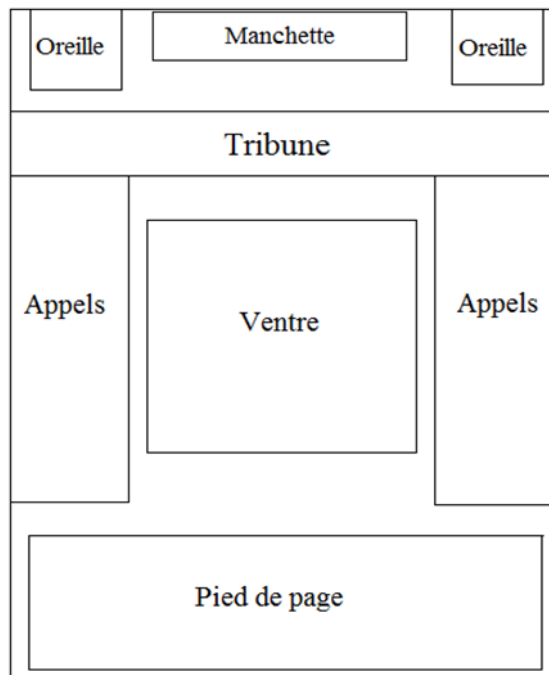 Oreille
Manchette
Oreille
Tribune
Appels
Ventre
Appels
Pied de page